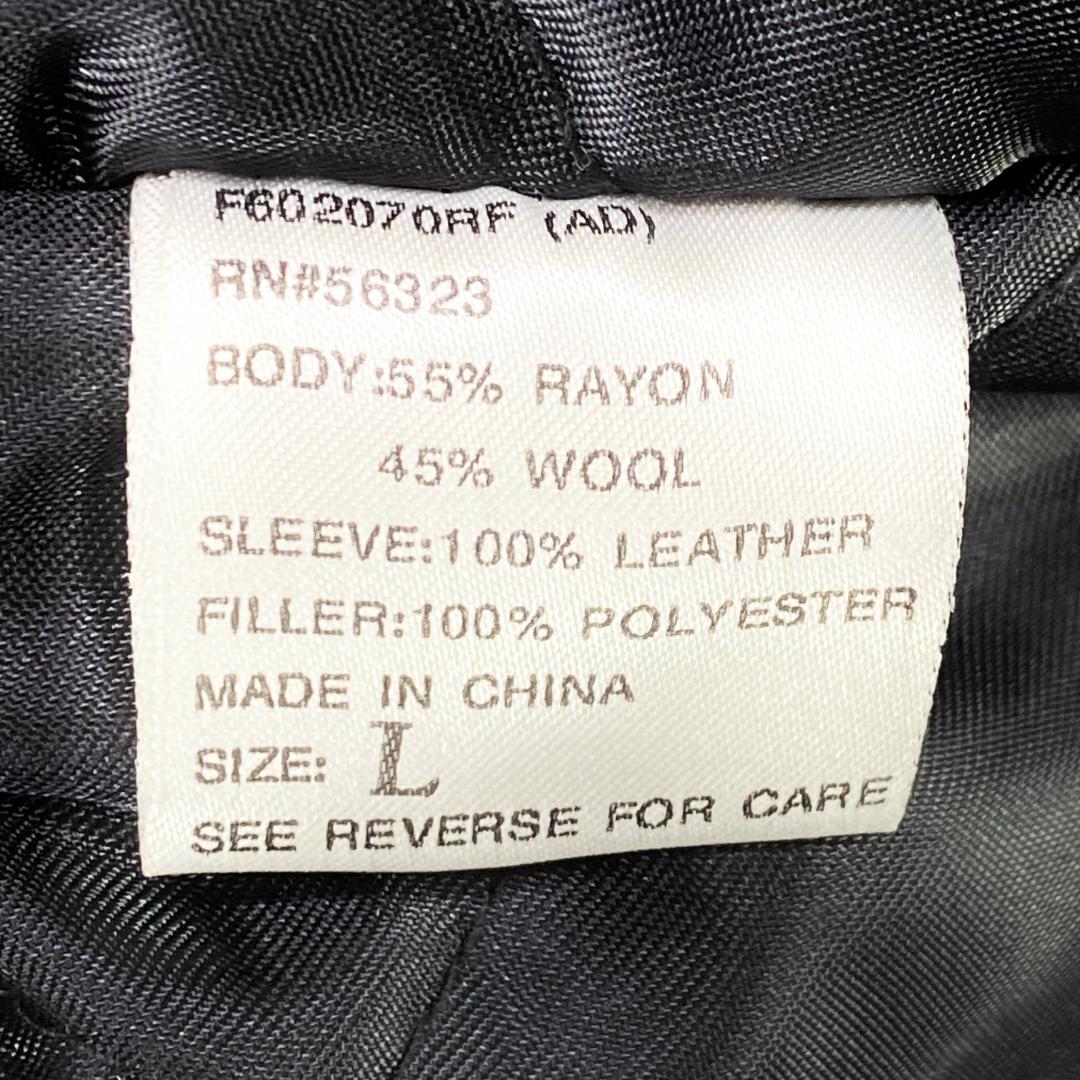 F602070RF (AD)
RN#56323
BODY:55% RAYON
45% WOOL
SLEEVE:100% LEATHER
FILLER:100% POLYESTER
MADE IN CHINA
SIZE: L
SEE REVERSE FOR CARE